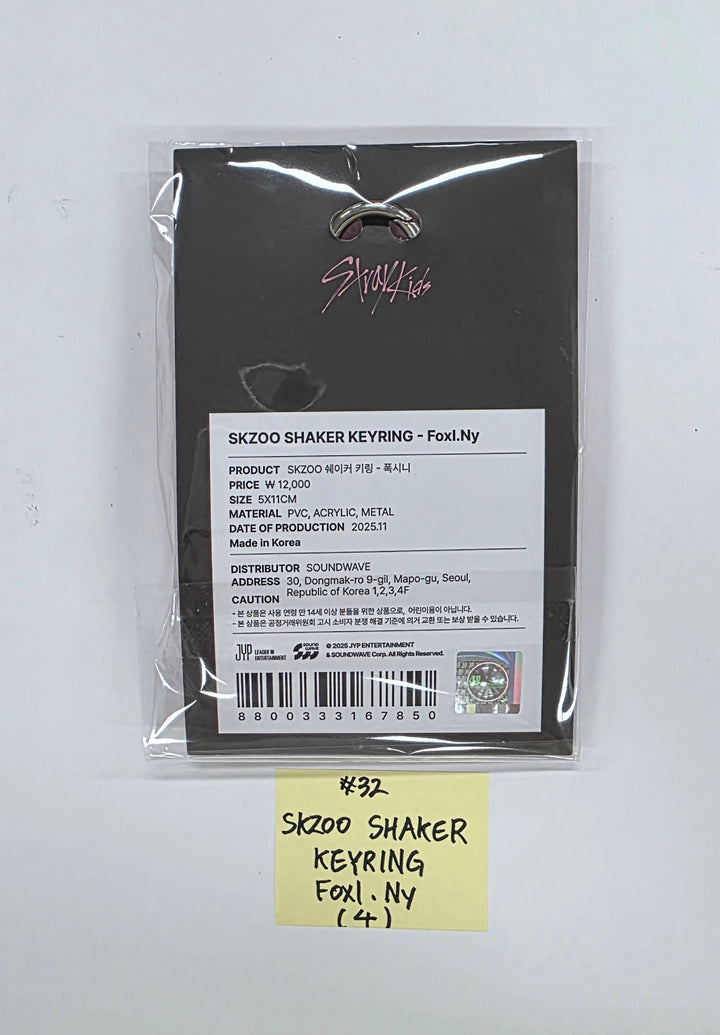 Stray Kids
SKZOO SHAKER KEYRING - FoxI.Ny
PRODUCT SKZOO 쉐이커 키링 - 폭시니
PRICE ₩ 12,000
SIZE 5X11CM
MATERIAL PVC, ACRYLIC, METAL
DATE OF PRODUCTION 2025.11
Made in Korea
DISTRIBUTOR SOUNDWAVE
ADDRESS 30, Dongmak-ro 9-gil, Mapo-gu, Seoul,
Republic of Korea 1,2,3,4F
CAUTION
- 본 상품은 사용 연령 만 14세 이상 분들을 위한 상품으로, 어린이용이 아닙니다.
- 본 상품은 공정거래위원회 고시 소비자 분쟁 해결 기준에 의거 교환 또는 보상 받을 수 있습니다.
JYP LEADER IN
ENTERTAINMENT
SOUND
WAVE
© 2025 JYP ENTERTAINMENT
& SOUNDWAVE Corp. All Rights Reserved.
8800333167850
#32
SKZOO SHAKER
KEYRING
FoxI.Ny
(4)